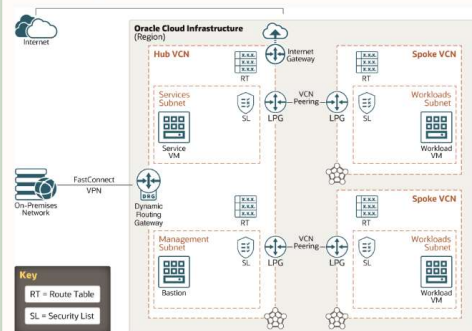 Internet
Oracle Cloud Infrastructure
(Region)
Hub VCN
RT
Internet
Gateway
RT
Spoke VCN
Services
Subnet
SL
LPG
VCN
Peering
LPG
SL
Workloads
Subnet
Service
VM
Workload
VM
On-Premises
Network
FastConnect
VPN
DRG
Dynamic
Routing
Gateway
RT
RT
Spoke VCN
Management
Subnet
SL
LPG
VCN
Peering
LPG
SL
Workloads
Subnet
Bastion
Workload
VM
Key
RT = Route Table
SL = Security List